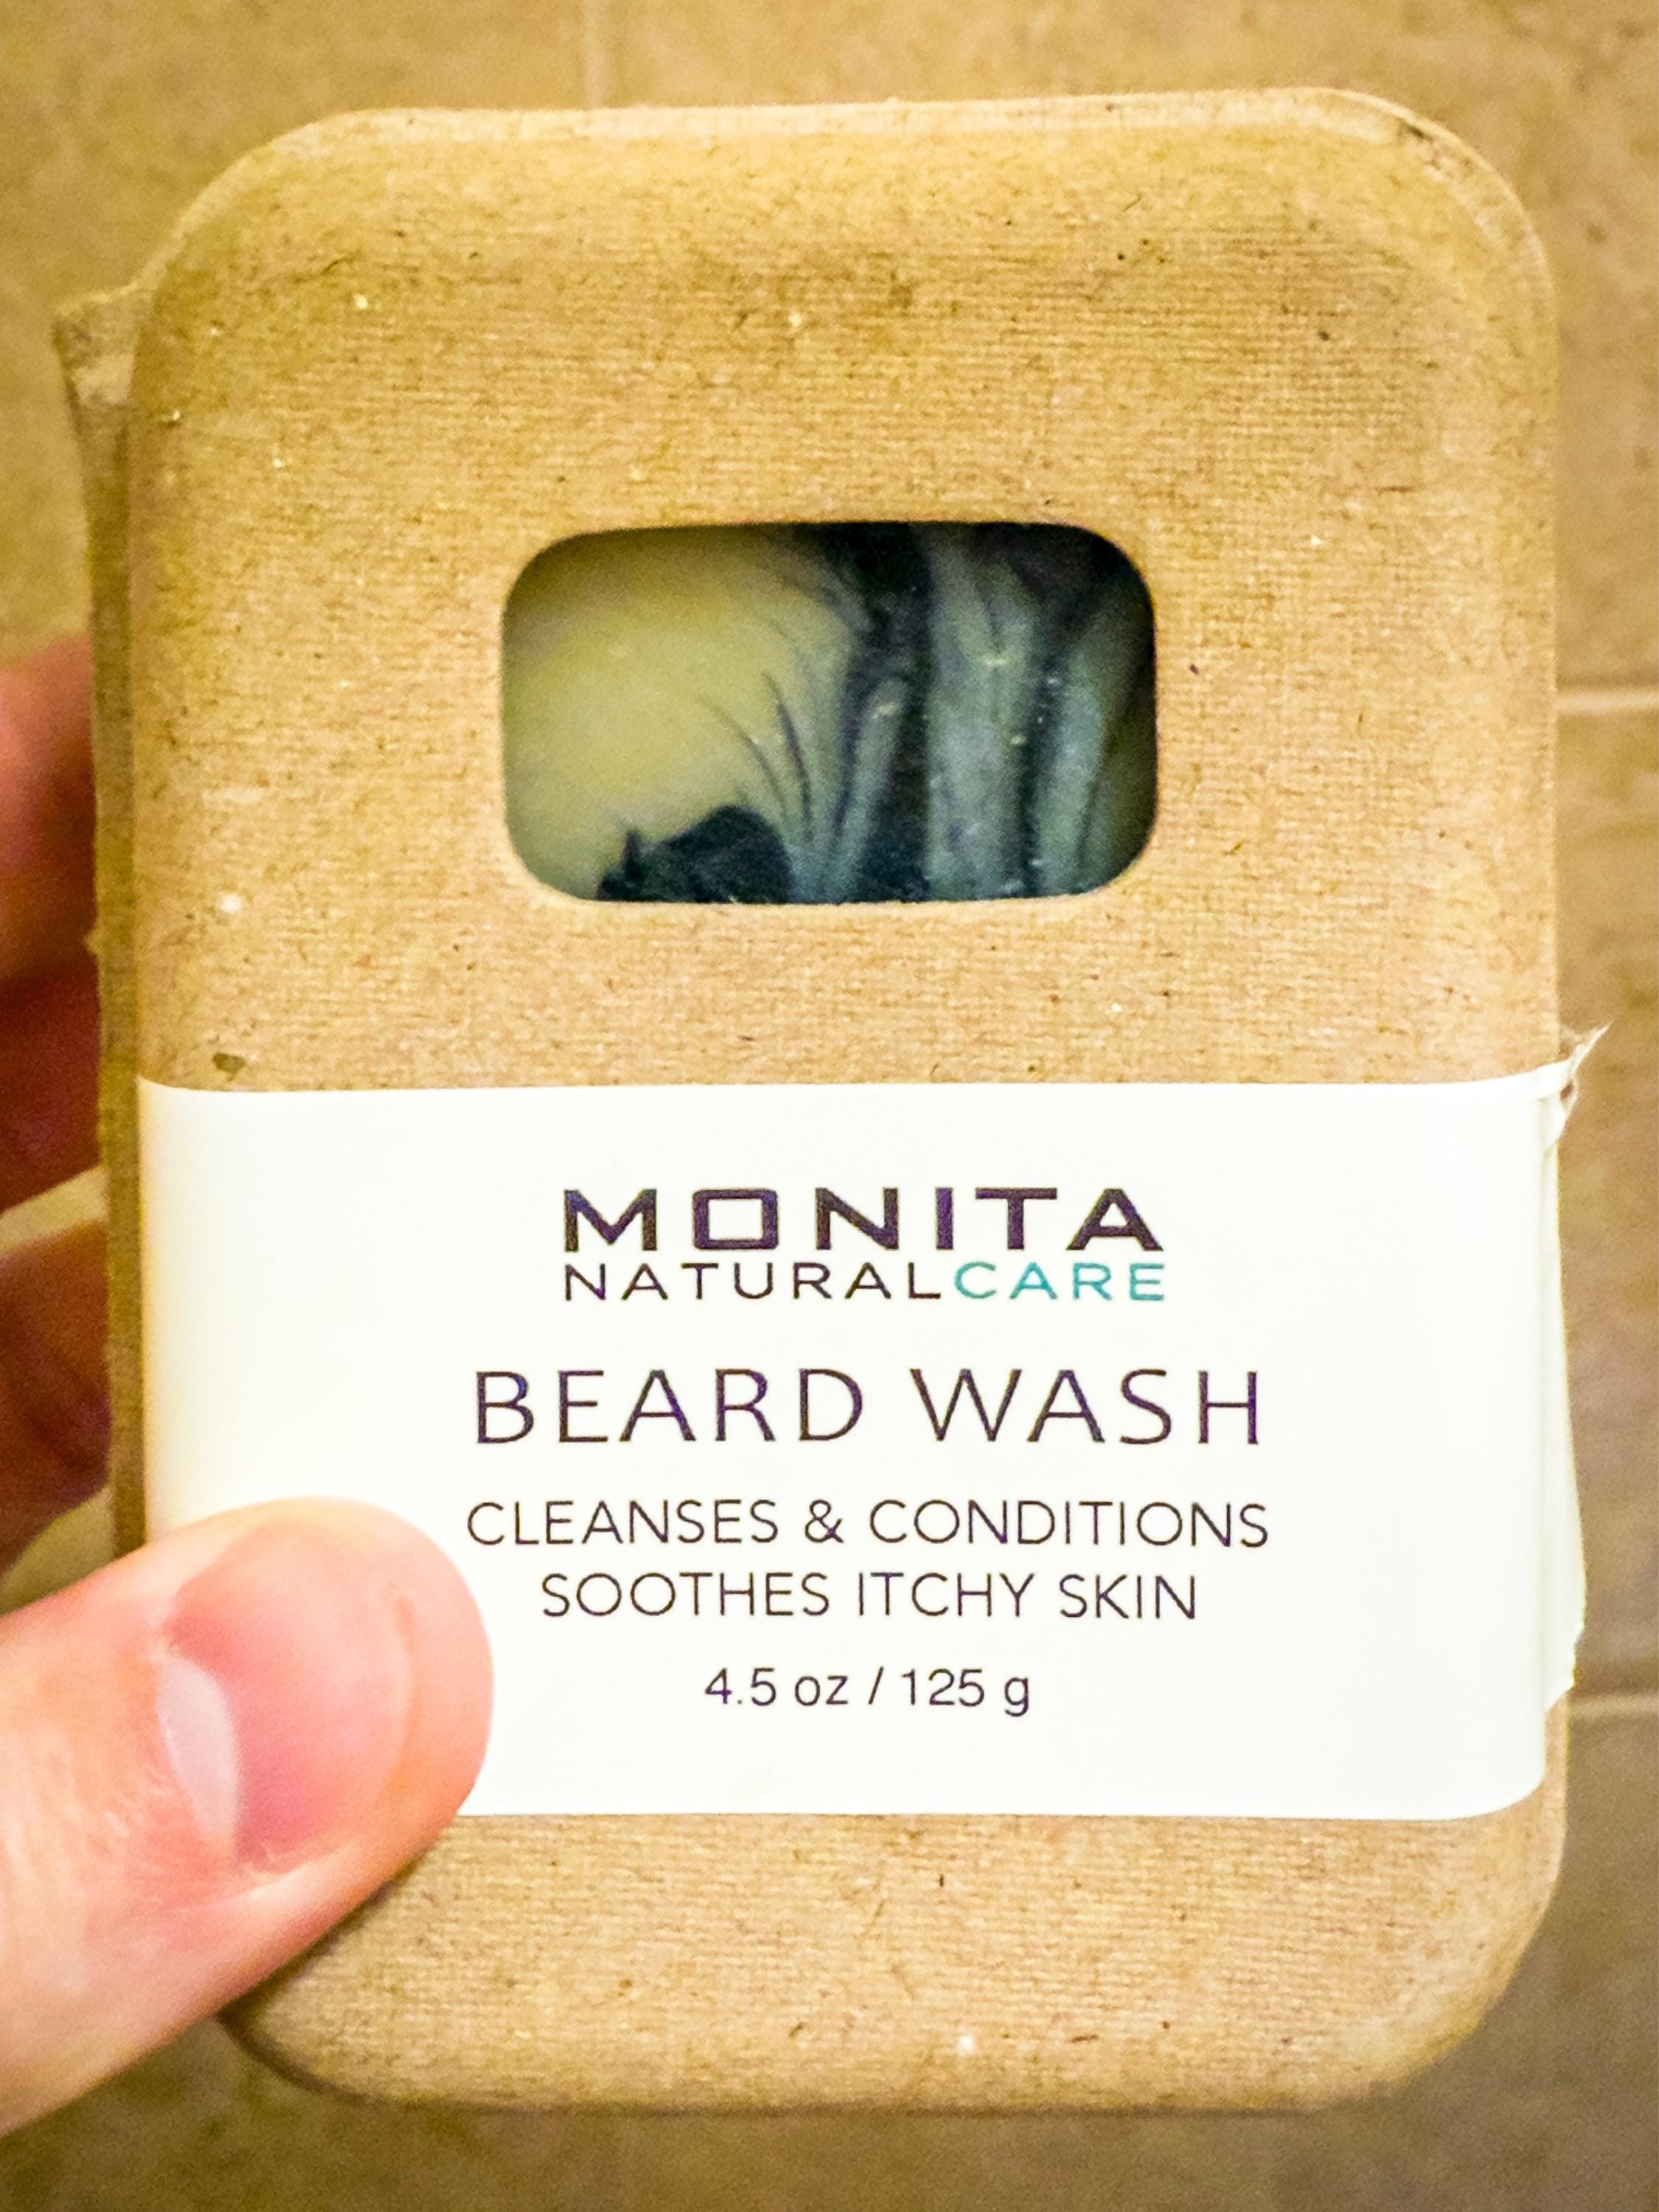 MONITA
NATURALCARE
BEARD WASH
CLEANSES & CONDITIONS
SOOTHES ITCHY SKIN
4.5 oz / 125 g